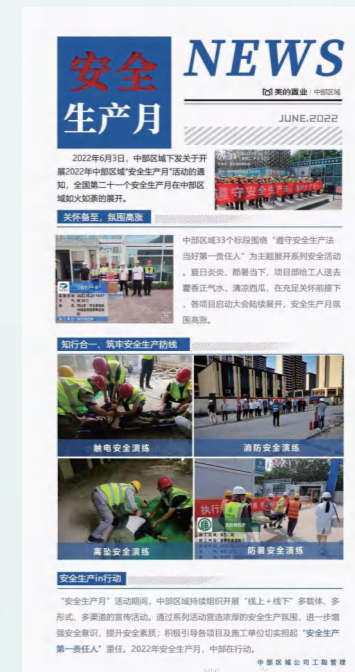 安全
生产月
NEWS
美的置业 | 中部区域
JUNE.2022
2022年6月3日，中部区域下发关于开
展2022年中部区域“安全生产月”活动的通
知，全国第二十一个安全生产月在中部区
域如火如荼的展开。
关怀备至，氛围高涨
中部区域33个标段围绕“遵守安全生产法
当好第一责任人”为主题展开系列安全活动
。夏日炎炎、酷暑当下，项目部给工人送去
藿香正气水，清凉西瓜，在充足关怀前提下
，各项目启动大会陆续展开，安全生产月氛
围高涨。
知行合一、筑牢安全生产防线
触电安全演练
消防安全演练
高坠安全演练
防暑安全演练
安全生产in行动
“安全生产月”活动期间，中部区域持续组织开展“线上+线下”多载体、多
形式、多渠道的宣传活动。通过系列活动营造浓厚的安全生产氛围，进一步增
强安全意识，提升安全素质；积极引导各项目及施工单位切实担起“安全生产
第一责任人”重任。2022年安全生产月，中部在行动。
中部区域公司工程管理